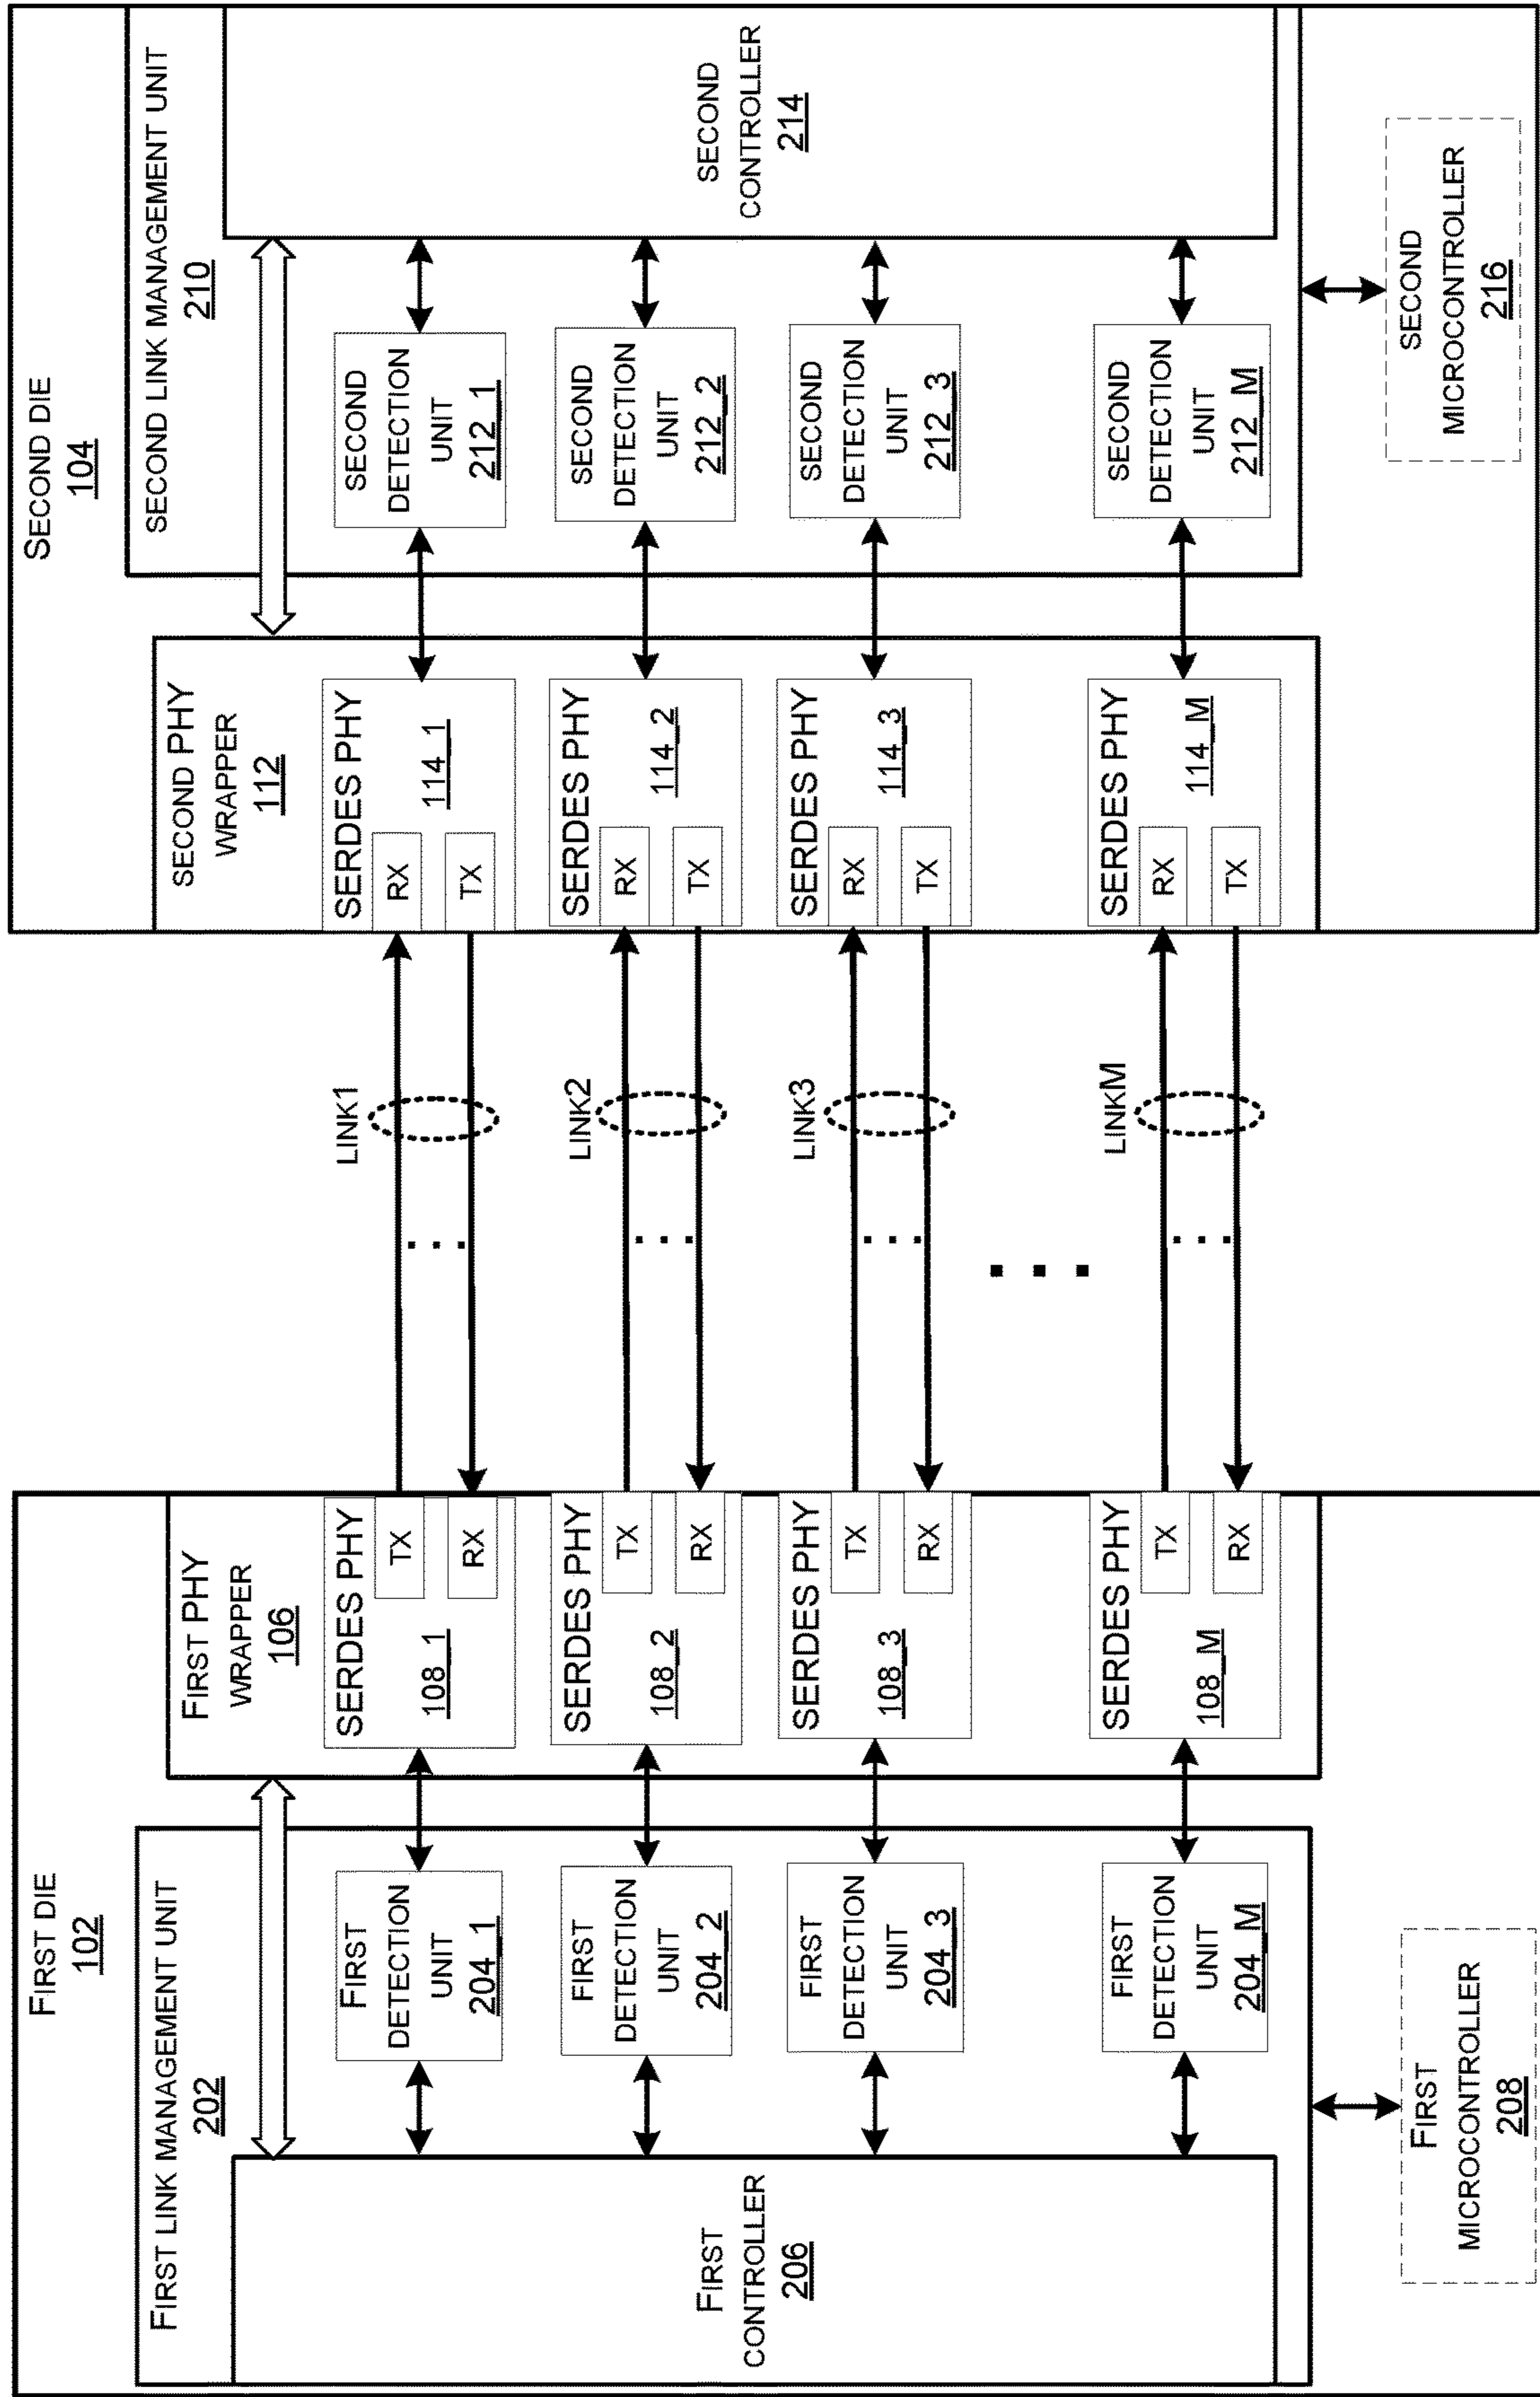 FIRST DIE
102
FIRST LINK MANAGEMENT UNIT
202
FIRST
CONTROLLER
206
FIRST
DETECTION
UNIT
204_1
FIRST
DETECTION
UNIT
204_2
FIRST
DETECTION
UNIT
204_3
FIRST
DETECTION
UNIT
204_M
FIRST
MICROCONTROLLER
208
FIRST PHY
WRAPPER
106
SERDES PHY
108_1
TX
RX
SERDES PHY
108_2
TX
RX
SERDES PHY
108_3
TX
RX
SERDES PHY
108_M
TX
RX
LINK1
LINK2
LINK3
LINKM
SECOND DIE
104
SECOND PHY
WRAPPER
112
SERDES PHY
RX
TX
114_1
SERDES PHY
RX
TX
114_2
SERDES PHY
RX
TX
114_3
SERDES PHY
RX
TX
114_M
SECOND LINK MANAGEMENT UNIT
210
SECOND
DETECTION
UNIT
212_1
SECOND
DETECTION
UNIT
212_2
SECOND
DETECTION
UNIT
212_3
SECOND
DETECTION
UNIT
212_M
SECOND
CONTROLLER
214
SECOND
MICROCONTROLLER
216